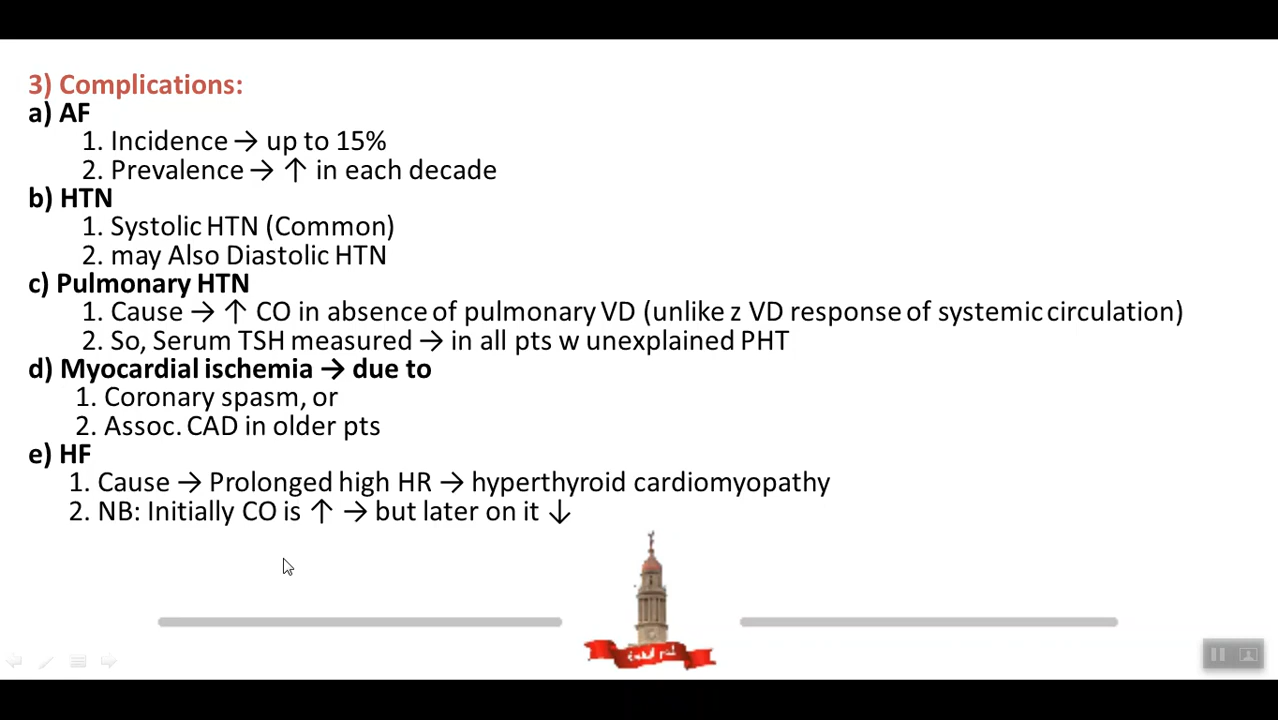 3) Complications:
a) AF
1. Incidence → up to 15%
2. Prevalence → ↑ in each decade
b) HTN
1. Systolic HTN (Common)
2. may Also Diastolic HTN
c) Pulmonary HTN
1. Cause → ↑ CO in absence of pulmonary VD (unlike z VD response of systemic circulation)
2. So, Serum TSH measured → in all pts w unexplained PHT
d) Myocardial ischemia → due to
1. Coronary spasm, or
2. Assoc. CAD in older pts
e) HF
1. Cause → Prolonged high HR → hyperthyroid cardiomyopathy
2. NB: Initially CO is ↑ → but later on it ↓